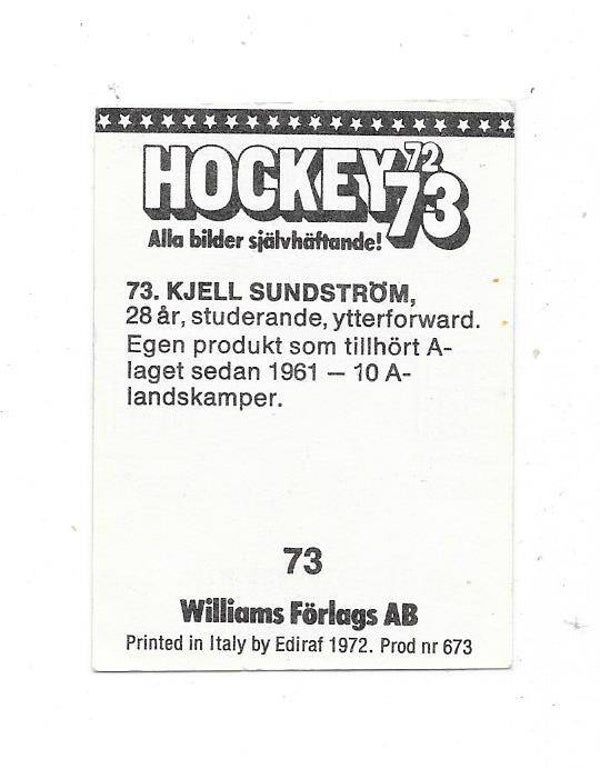 HOCKEY 72 73
Alla bilder självhäftande!
73. KJELL SUNDSTRÖM,
28 år, studerande, ytterforward.
Egen produkt som tillhört A-
laget sedan 1961 — 10 A-
landskamper.
73
Williams Förlags AB
Printed in Italy by Ediraf 1972. Prod nr 673